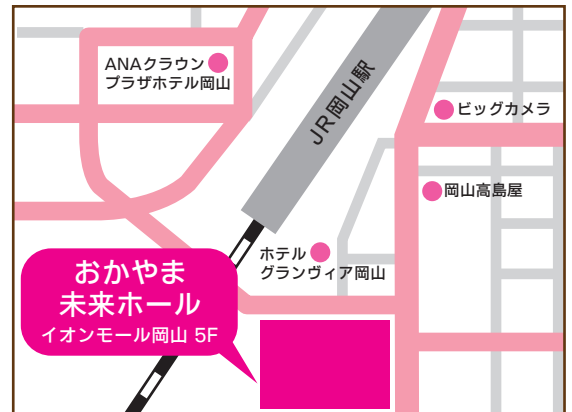 ANAクラウン
プラザホテル岡山
JR岡山駅
ビッグカメラ
岡山高島屋
ホテル
グランヴィア岡山
おかやま
未来ホール
イオンモール岡山 5F